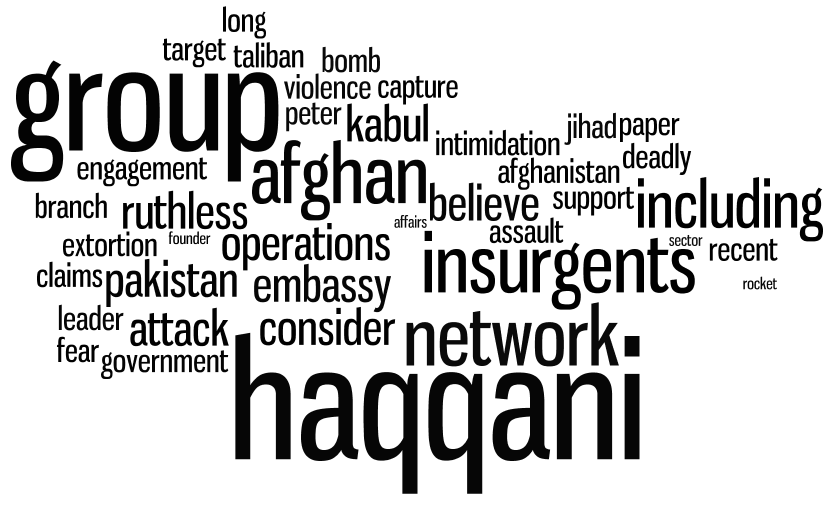 long
target taliban bomb
group violence capture
peter kabul intimidation jihad paper
engagement afghan afghanistan deadly
branch ruthless believe support including
extortion founder operations affairs assault sector recent
claims pakistan embassy insurgents rocket
leader attack consider network
fear government
haqqani